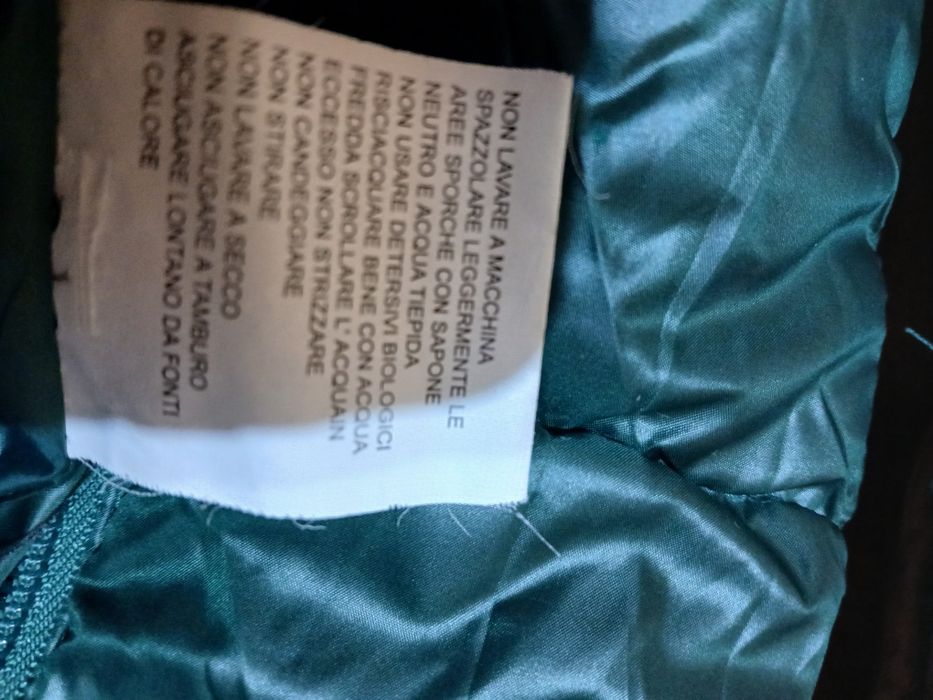 NON LAVARE A MACCHINA
SPAZZOLARE LEGGERMENTE LE
AREE SPORCHE CON SAPONE
NEUTRO E ACQUA TIEPIDA
NON USARE DETERSIVI BIOLOGICI
RISCIACQUARE BENE CON ACQUA
FREDDA SCROLLARE L' ACQUA IN
ECCESSO NON STRIZZARE
NON CANDEGGIARE
NON STIRARE
NON LAVARE A SECCO
NON ASCIUGARE A TAMBURO
ASCIUGARE LONTANO DA FONTI
DI CALORE